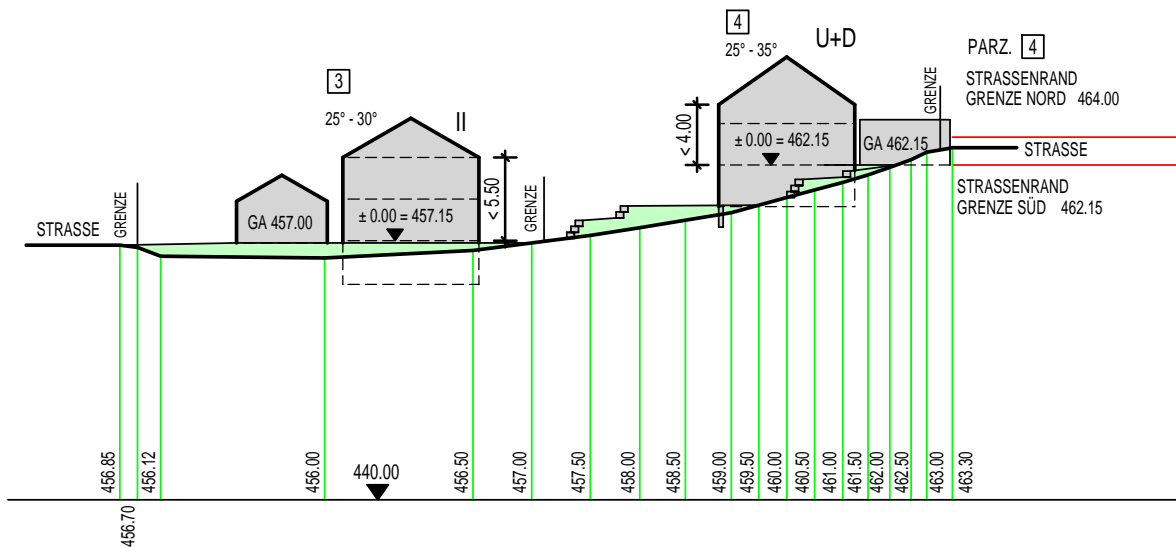 4
25° - 35°
U+D
PARZ. 4
STRASSENRAND
GRENZE NORD 464.00
3
25° - 30°
II
GRENZE
< 4.00
± 0.00 = 462.15
GA 462.15
STRASSE
STRASSENRAND
GRENZE SÜD 462.15
STRASSE
GRENZE
GA 457.00
± 0.00 = 457.15
< 5.50
GRENZE
456.85
456.70
456.12
456.00
440.00
456.50
457.00
457.50
458.00
458.50
459.00
459.50
460.00
460.50
461.00
461.50
462.00
462.50
463.00
463.30